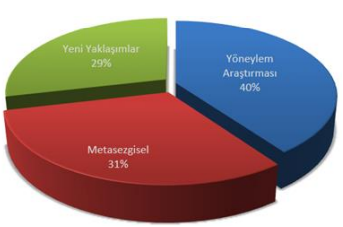 Yeni Yaklaşımlar
29%
Yöneylem
Araştırması
40%
Metasezgisel
31%